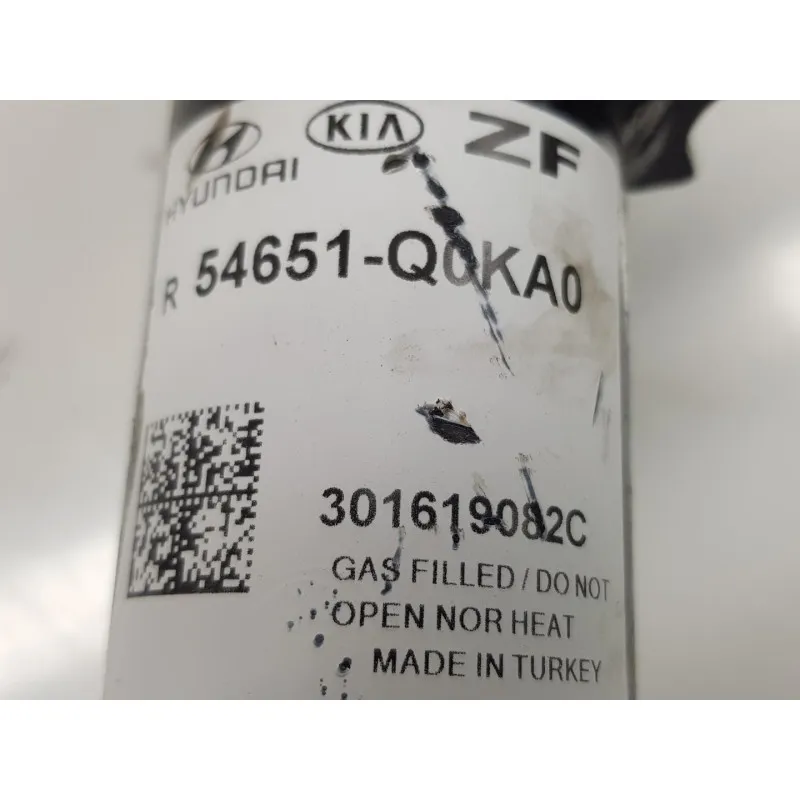 HYUNDAI KIA ZF
R 54651-Q0KA0
301619082C
GAS FILLED / DO NOT
OPEN NOR HEAT
MADE IN TURKEY